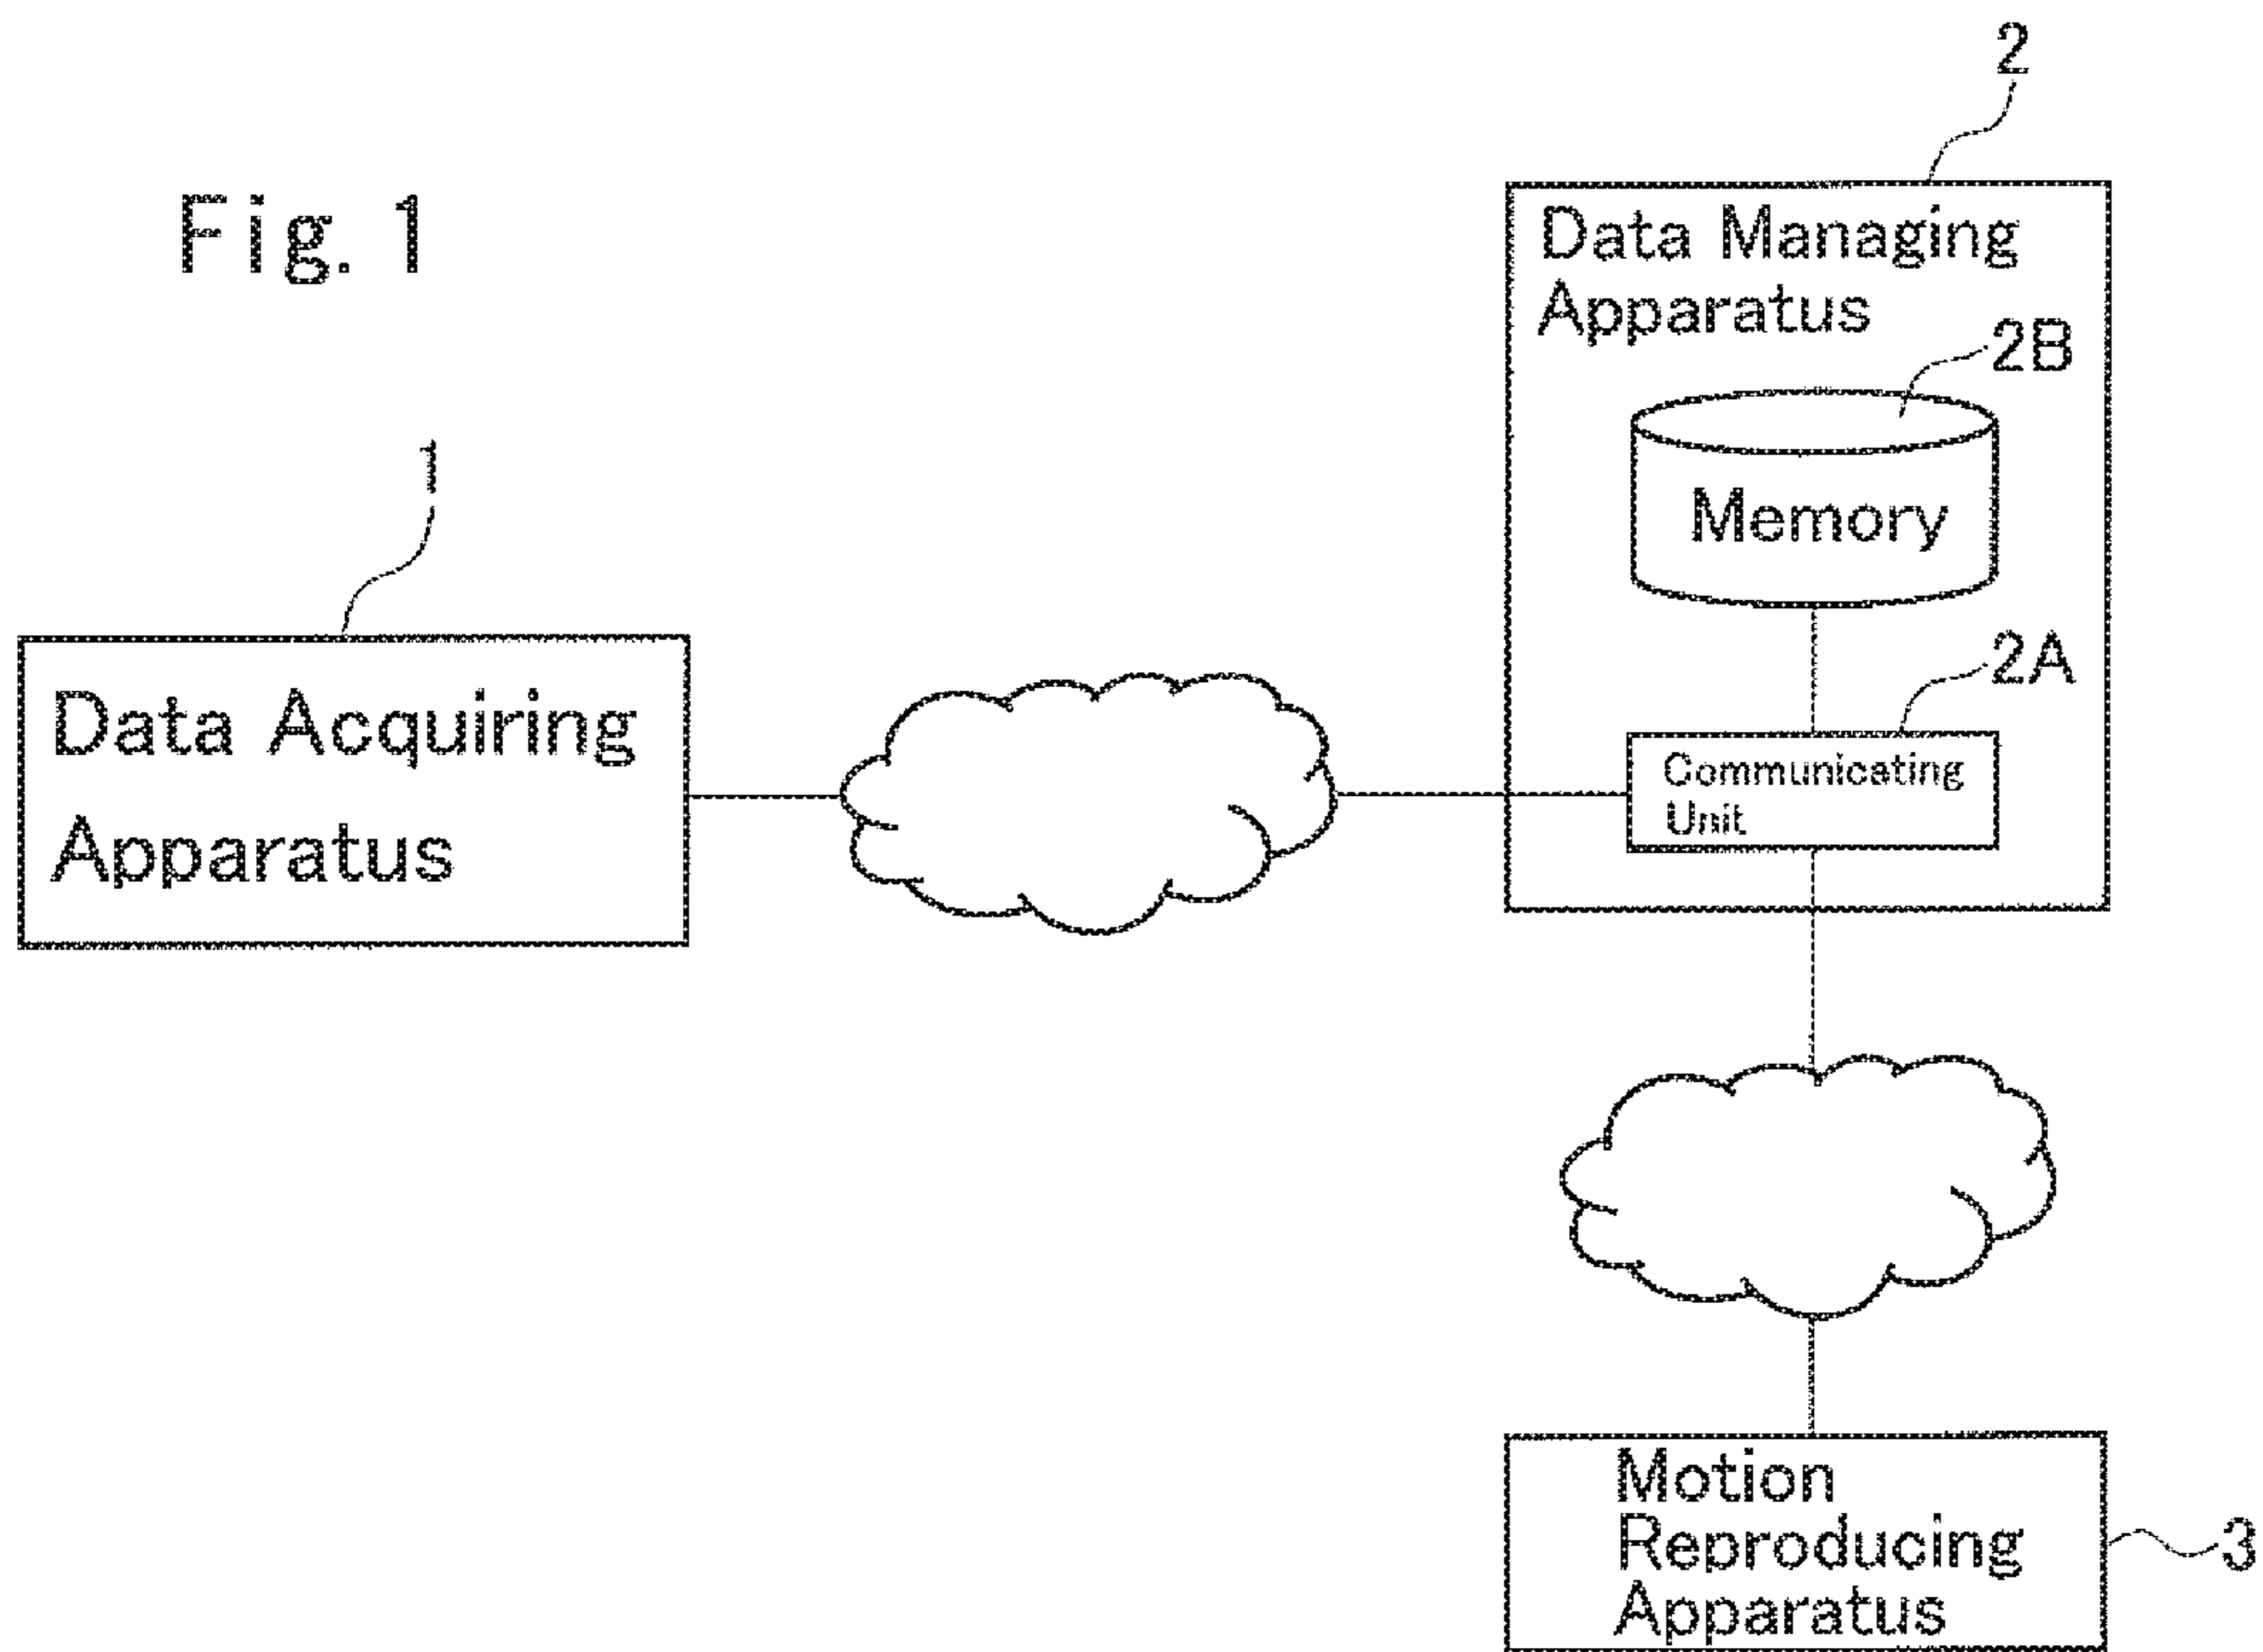 Fig. 1
2
Data Managing
Apparatus
2B
Memory
1
2A
Data Acquiring
Apparatus
Communicating
Unit
Motion
Reproducing
Apparatus
3